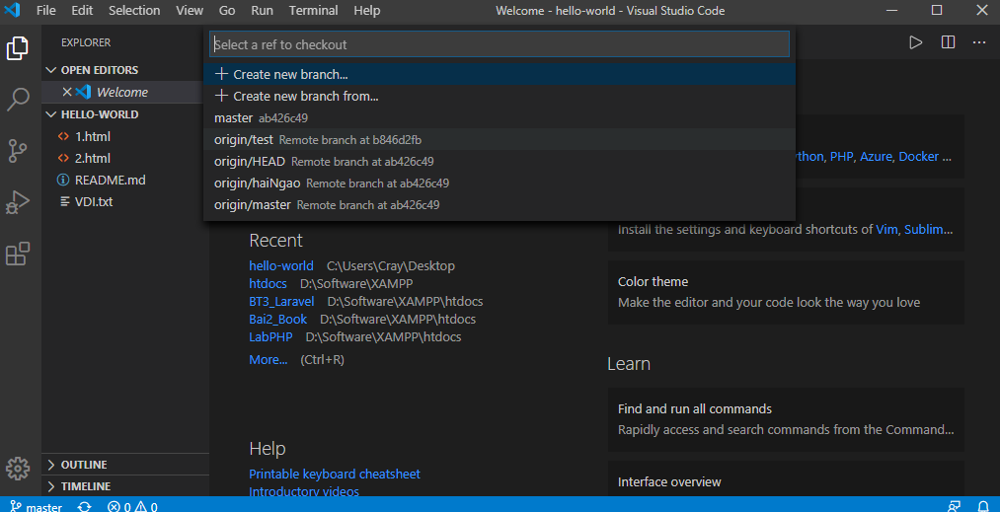 File Edit Selection View Go Run Terminal Help Welcome - hello-world - Visual Studio Code
EXPLORER
OPEN EDITORS
Welcome
HELLO-WORLD
1.html
2.html
README.md
VDI.txt
OUTLINE
TIMELINE
Select a ref to checkout
Create new branch...
Create new branch from...
master ab426c49
origin/test Remote branch at b846d2fb
origin/HEAD Remote branch at ab426c49
origin/haiNgao Remote branch at ab426c49
origin/master Remote branch at ab426c49
Recent
hello-world C:\Users\Cray\Desktop
htdocs D:\Software\XAMPP
BT3_Laravel D:\Software\XAMPP\htdocs
Bai2_Book D:\Software\XAMPP\htdocs
LabPHP D:\Software\XAMPP\htdocs
More... (Ctrl+R)
Help
Printable keyboard cheatsheet
Introductory videos
PHP, Azure, Docker ...
Install the settings and keyboard shortcuts of Vim, Sublim...
Color theme
Make the editor and your code look the way you love
Learn
Find and run all commands
Rapidly access and search commands from the Command...
Interface overview
master 0 0